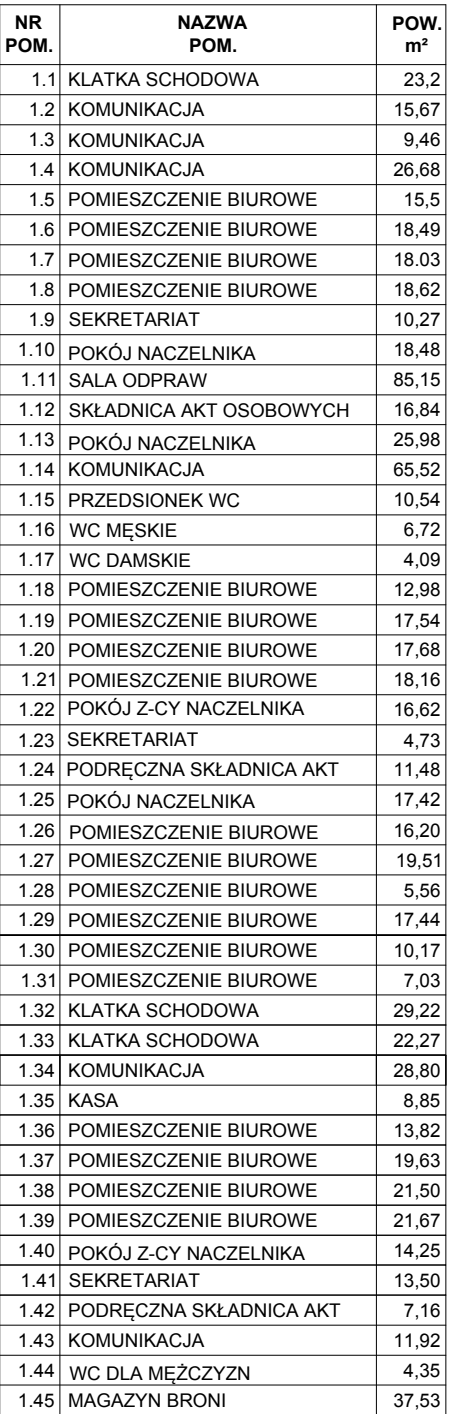 NR POM. NAZWA POM. POW. m²
1.1 KLATKA SCHODOWA 23,2
1.2 KOMUNIKACJA 15,67
1.3 KOMUNIKACJA 9,46
1.4 KOMUNIKACJA 26,68
1.5 POMIESZCZENIE BIUROWE 15,5
1.6 POMIESZCZENIE BIUROWE 18,49
1.7 POMIESZCZENIE BIUROWE 18.03
1.8 POMIESZCZENIE BIUROWE 18,62
1.9 SEKRETARIAT 10,27
1.10 POKÓJ NACZELNIKA 18,48
1.11 SALA ODPRAW 85,15
1.12 SKŁADNICA AKT OSOBOWYCH 16,84
1.13 POKÓJ NACZELNIKA 25,98
1.14 KOMUNIKACJA 65,52
1.15 PRZEDSIONEK WC 10,54
1.16 WC MĘSKIE 6,72
1.17 WC DAMSKIE 4,09
1.18 POMIESZCZENIE BIUROWE 12,98
1.19 POMIESZCZENIE BIUROWE 17,54
1.20 POMIESZCZENIE BIUROWE 17,68
1.21 POMIESZCZENIE BIUROWE 18,16
1.22 POKÓJ Z-CY NACZELNIKA 16,62
1.23 SEKRETARIAT 4,73
1.24 PODRĘCZNA SKŁADNICA AKT 11,48
1.25 POKÓJ NACZELNIKA 17,42
1.26 POMIESZCZENIE BIUROWE 16,20
1.27 POMIESZCZENIE BIUROWE 19,51
1.28 POMIESZCZENIE BIUROWE 5,56
1.29 POMIESZCZENIE BIUROWE 17,44
1.30 POMIESZCZENIE BIUROWE 10,17
1.31 POMIESZCZENIE BIUROWE 7,03
1.32 KLATKA SCHODOWA 29,22
1.33 KLATKA SCHODOWA 22,27
1.34 KOMUNIKACJA 28,80
1.35 KASA 8,85
1.36 POMIESZCZENIE BIUROWE 13,82
1.37 POMIESZCZENIE BIUROWE 19,63
1.38 POMIESZCZENIE BIUROWE 21,50
1.39 POMIESZCZENIE BIUROWE 21,67
1.40 POKÓJ Z-CY NACZELNIKA 14,25
1.41 SEKRETARIAT 13,50
1.42 PODRĘCZNA SKŁADNICA AKT 7,16
1.43 KOMUNIKACJA 11,92
1.44 WC DLA MĘŻCZYZN 4,35
1.45 MAGAZYN BRONI 37,53